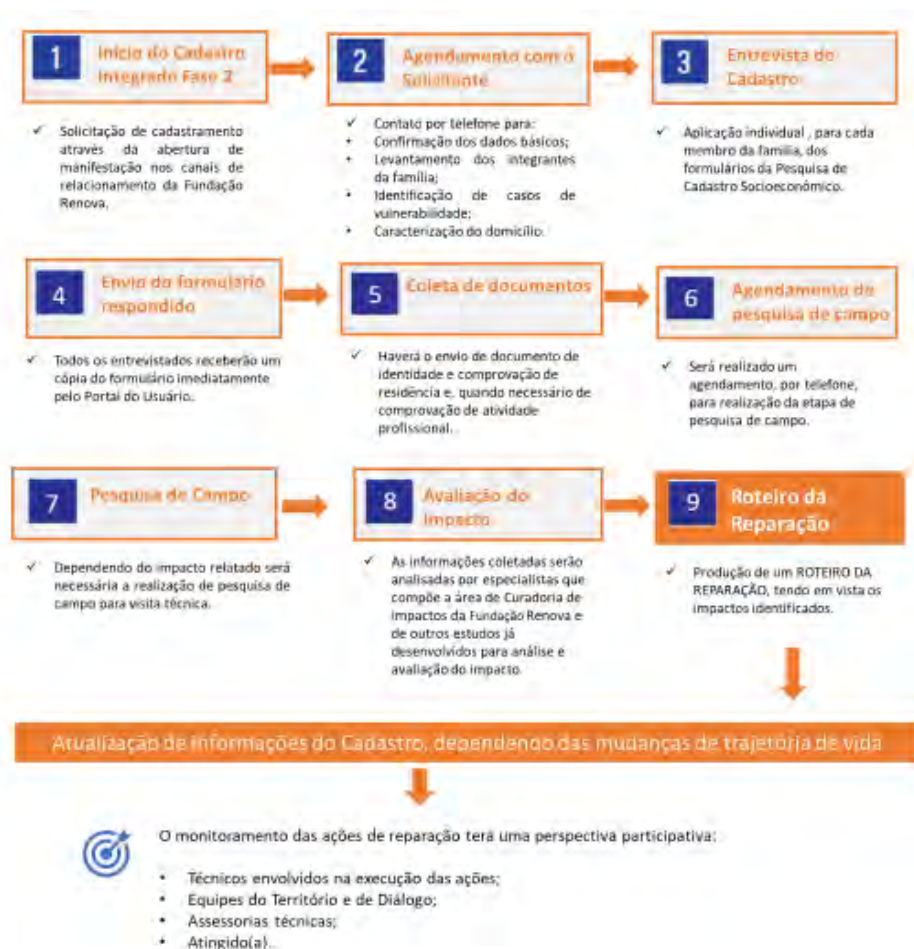 1
Início do Cadastro
Integrado Fase 2
✓ Solicitação de cadastramento
através da abertura de
manifestação nos canais de
relacionamento da Fundação
Renova.
2
Agendamento com o
Solicitante
✓ Contato por telefone para:
• Confirmação dos dados básicos;
• Levantamento dos integrantes
da família;
• Identificação de casos de
vulnerabilidade;
• Caracterização do domicílio.
3
Entrevista do
Cadastro
✓ Aplicação individual , para cada
membro da família, dos
formulários da Pesquisa de
Cadastro Socioeconômico.
4
Envio do formulário
respondido
✓ Todos os entrevistados receberão um
cópia do formulário imediatamente
pelo Portal do Usuário.
5
Coleta de documentos
✓ Haverá o envio de documento de
identidade e comprovação de
residência e, quando necessário de
comprovação de atividade
profissional.
6
Agendamento de
pesquisa de campo
✓ Será realizado um
agendamento, por telefone,
para realização da etapa de
pesquisa de campo.
7
Pesquisa de Campo
✓ Dependendo do impacto relatado será
necessária a realização de pesquisa de
campo para visita técnica.
8
Avaliação do
Impacto
✓ As informações coletadas serão
analisadas por especialistas que
compõe a área de Curadoria de
Impactos da Fundação Renova e
de outros estudos já
desenvolvidos para análise e
avaliação do impacto.
9
Roteiro da
Reparação
✓ Produção de um ROTEIRO DA
REPARAÇÃO, tendo em vista os
impactos identificados.
Atualização de informações do Cadastro, dependendo das mudanças de trajetória de vida
O monitoramento das ações de reparação terá uma perspectiva participativa:
• Técnicos envolvidos na execução das ações;
• Equipes do Território e de Diálogo;
• Assessorias técnicas;
• Atingido(a).